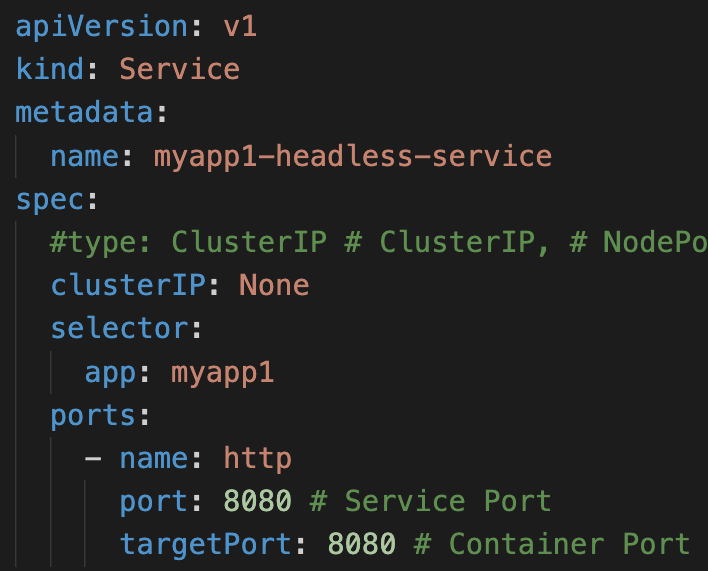 apiVersion: v1
kind: Service
metadata:
  name: myapp1-headless-service
spec:
  #type: ClusterIP # ClusterIP, # NodePo
  clusterIP: None
  selector:
    app: myapp1
  ports:
    - name: http
      port: 8080 # Service Port
      targetPort: 8080 # Container Port